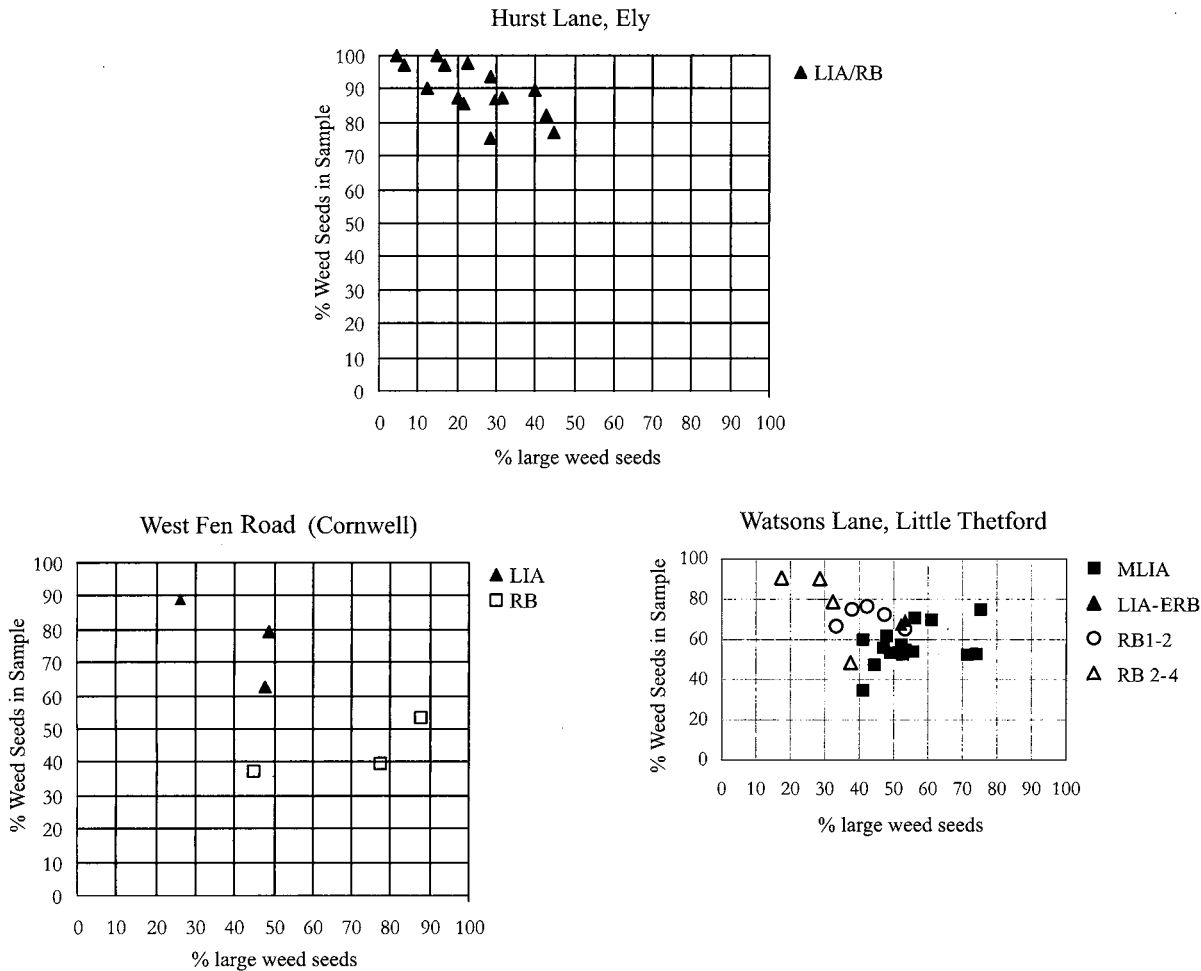 Hurst Lane, Ely
100
90
80
70
60
50
40
30
20
10
0
% Weed Seeds in Sample
0 10 20 30 40 50 60 70 80 90 100
% large weed seeds
LIA/RB
West Fen Road (Cornwell)
100
90
80
70
60
50
40
30
20
10
0
% Weed Seeds in Sample
0 10 20 30 40 50 60 70 80 90 100
% large weed seeds
LIA
RB
Watsons Lane, Little Thetford
100
80
60
40
20
0
% Weed Seeds in Sample
0 10 20 30 40 50 60 70 80 90 100
% large weed seeds
MLIA
LIA-ERB
RB1-2
RB 2-4